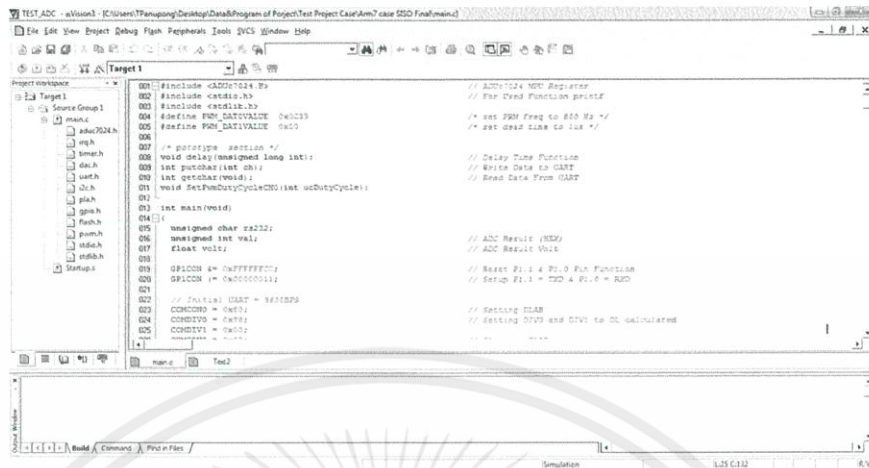 TEST_ADC - µVision3 - [C:\Users\TPanupong\Desktop\Data&Program of Porject\Test Project Case\Arm7 case SISO Final\main.c]
File Edit View Project Debug Flash Peripherals Tools SVCS Window Help
Target 1
Project Workspace
Target 1
Source Group 1
main.c
aduc7024.h
irq.h
timer.h
dac.h
uart.h
i2c.h
pla.h
gpio.h
flash.h
pwm.h
stdio.h
stdlib.h
Startup.s
001 #include <ADUc7024.H> // ADUc7024 MPU Register
002 #include <stdio.h> // For Used Function printf
003 #include <stdlib.h>
004 #define PWM_DAT0VALUE /* set PWM freq to 800 Hz */
005 #define PWM_DAT1VALUE 0x00 /* set dead time to 1us */
006
007 /* pototype section */
008 void delay(unsigned long int); // Delay Time Function
009 int putchar(int ch); // Write Data to UART
010 int getchar(void); // Read Data From UART
011 void SetPwmDutyCycleCH0(int ucDutyCycle);
012
013 int main(void)
014 {
015 unsigned char rs232;
016 unsigned int val; // ADC Result (HEX)
017 float volt; // ADC Result Volt
018
019 GP1CON &= 0xFFFFFFCC; // Reset P1.1 & P1.0 Pin Function
020 GP1CON |= 0x00000011; // Setup P1.1 = TXD & P1.0 = RXD
021
022 // Initial UART = 9600BPS
023 COMCON0 = 0x80; // Setting DLAB
024 COMDIV0 = // Setting DIV0 and DIV1 to DL calculated
025 COMDIV1 = 0x00;
main.c Text2
Output Window
Build Command Find in Files
Simulation L:25 C:132 R/W